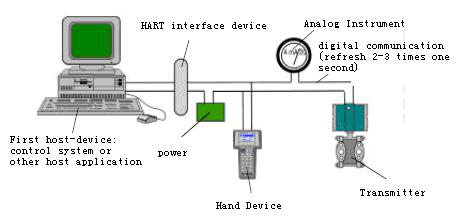 HART interface device
Analog Instrument
digital communication
(refresh 2-3 times one
second)
First host-device:
control system or
other host application
power
Hand Device
Transmitter